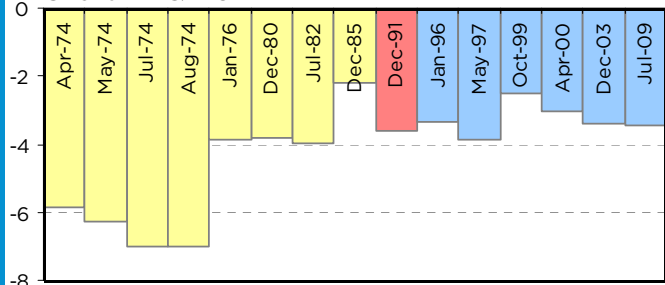 0
-2
-4
-6
-8
Apr-74
May-74
Jul-74
Aug-74
Jan-76
Dec-80
Jul-82
Dec-85
Dec-91
Jan-96
May-97
Oct-99
Apr-00
Dec-03
Jul-09